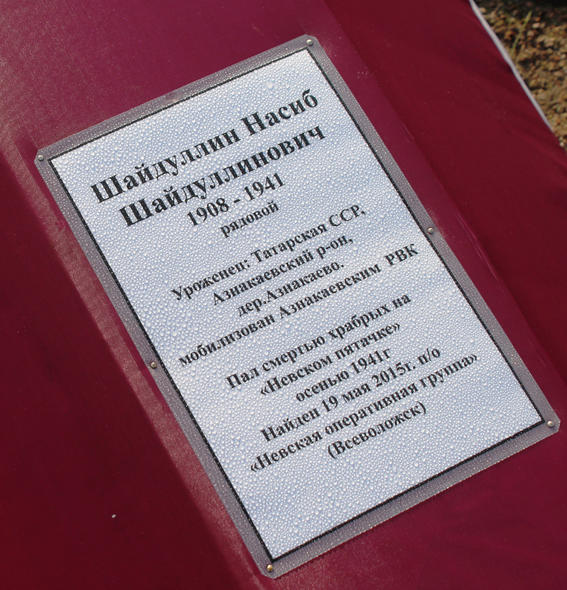 Шайдуллин Насиб
Шайдуллинович
1908 - 1941
рядовой
Уроженец: Татарская ССР,
Азнакаевский р-он,
дер.Азнакаево.
мобилизован Азнакаевским РВК
Пал смертью храбрых на
«Невском пятачке»
осенью 1941г
Найден 19 мая 2015г. п/о
«Невская оперативная группа»
(Всеволожск)